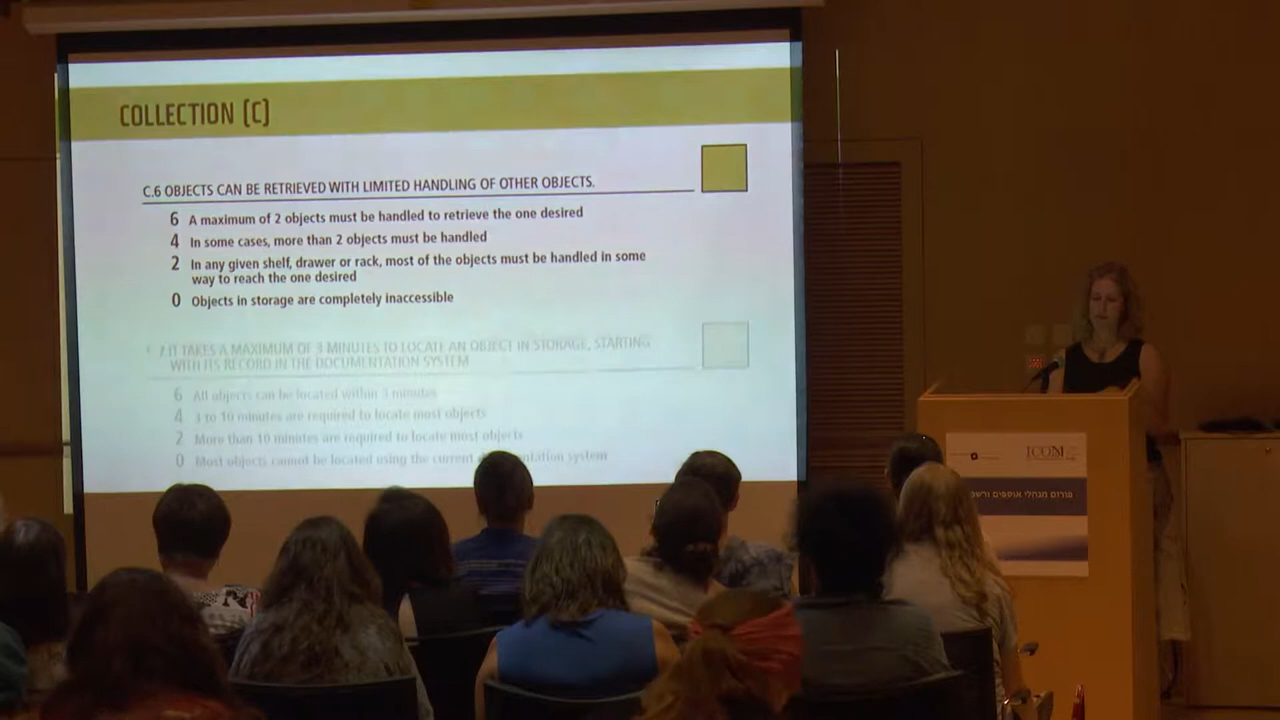 COLLECTION (C)
C.6 OBJECTS CAN BE RETRIEVED WITH LIMITED HANDLING OF OTHER OBJECTS.
6 A maximum of 2 objects must be handled to retrieve the one desired
4 In some cases, more than 2 objects must be handled
2 In any given shelf, drawer or rack, most of the objects must be handled in some
way to reach the one desired
0 Objects in storage are completely inaccessible
7 IT TAKES A MAXIMUM OF 3 MINUTES TO LOCATE AN OBJECT IN STORAGE, STARTING
WITH ITS RECORD IN THE DOCUMENTATION SYSTEM
6 All objects can be located within 3 minutes
4 3 to 10 minutes are required to locate most objects
2 More than 10 minutes are required to locate most objects
0 Most objects cannot be located using the current system
ICOM
פורום מנהלי אוספים